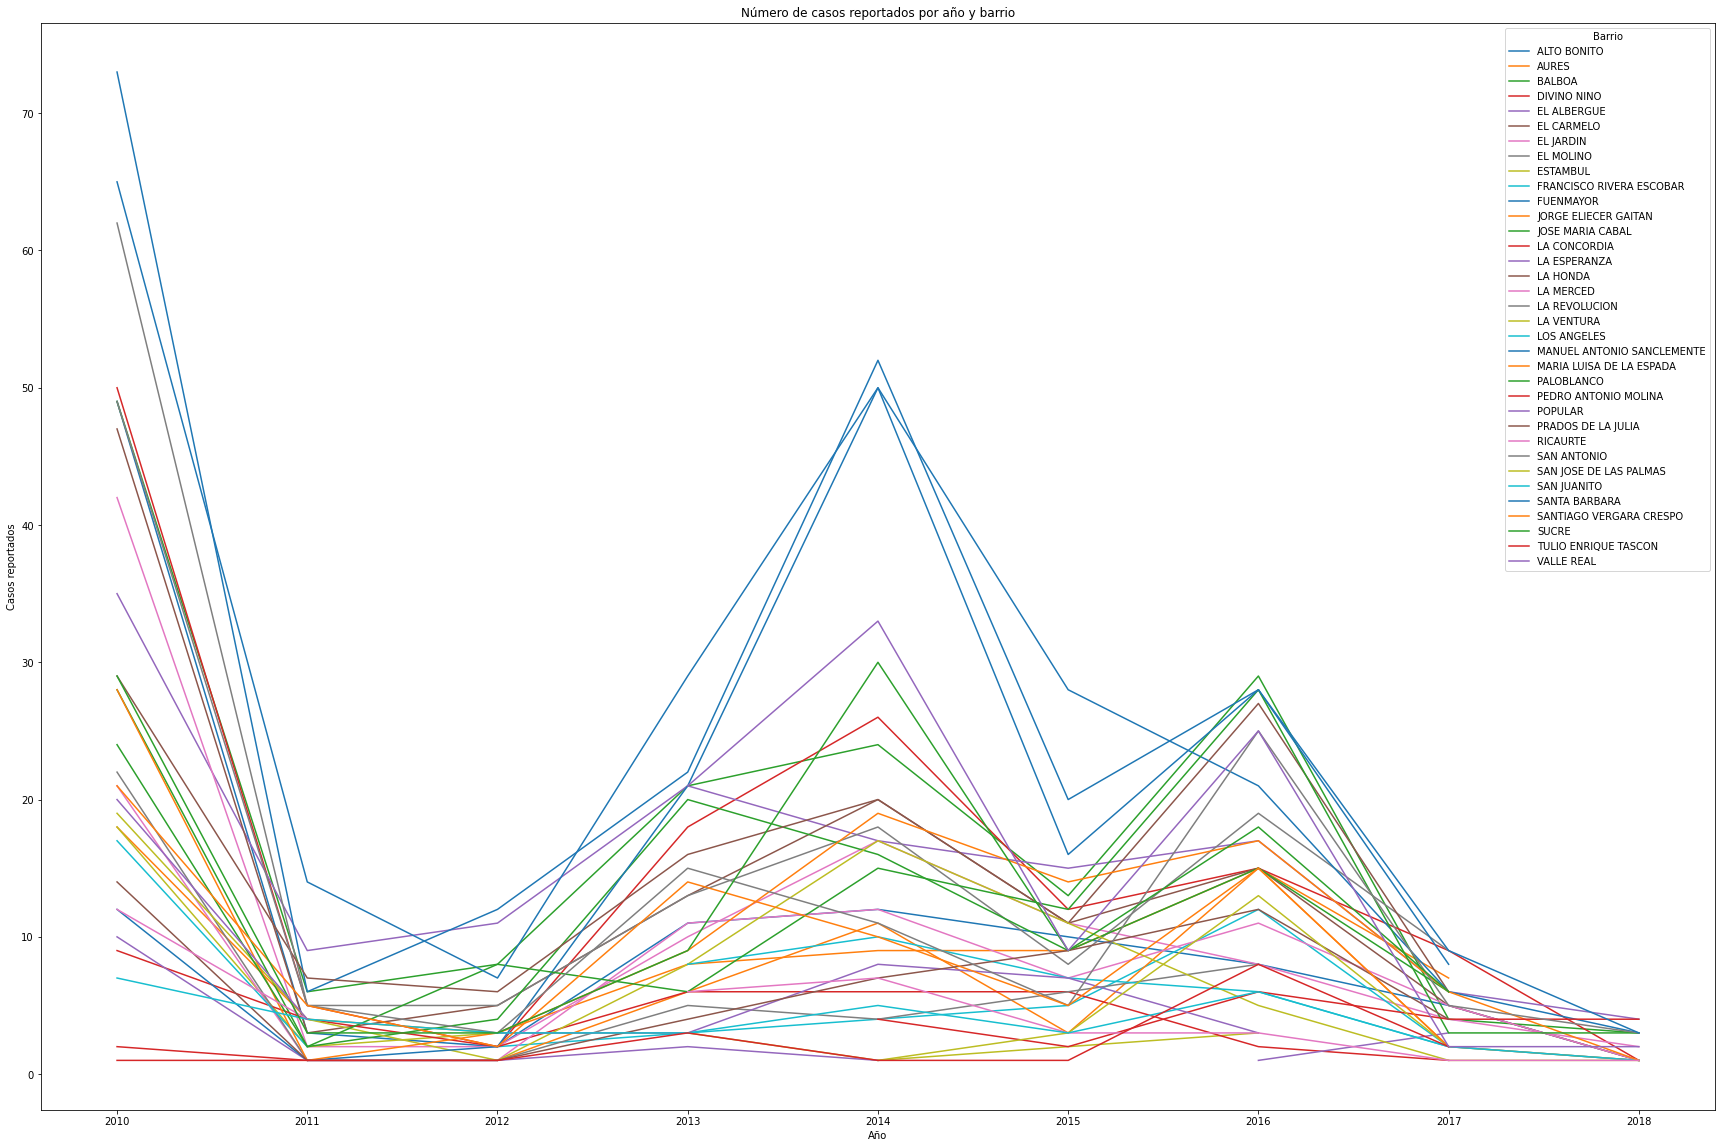 Número de casos reportados por año y barrio
Barrio
ALTO BONITO
AURES
BALBOA
DIVINO NINO
EL ALBERGUE
EL CARMELO
EL JARDIN
EL MOLINO
ESTAMBUL
FRANCISCO RIVERA ESCOBAR
FUENMAYOR
JORGE ELIECER GAITAN
JOSE MARIA CABAL
LA CONCORDIA
LA ESPERANZA
LA HONDA
LA MERCED
LA REVOLUCION
LA VENTURA
LOS ANGELES
MANUEL ANTONIO SANCLEMENTE
MARIA LUISA DE LA ESPADA
PALOBLANCO
PEDRO ANTONIO MOLINA
POPULAR
PRADOS DE LA JULIA
RICAURTE
SAN ANTONIO
SAN JOSE DE LAS PALMAS
SAN JUANITO
SANTA BARBARA
SANTIAGO VERGARA CRESPO
SUCRE
TULIO ENRIQUE TASCON
VALLE REAL
Casos reportados
70
60
50
40
30
20
10
0
2010 2011 2012 2013 2014 2015 2016 2017 2018
Año